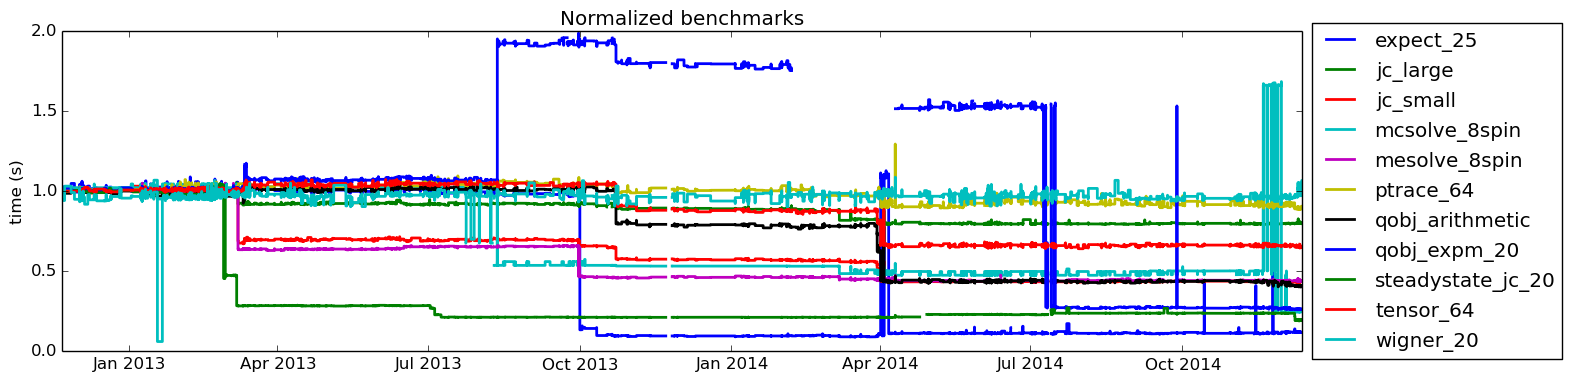 Normalized benchmarks
time (s)
2.0
1.5
1.0
0.5
0.0
Jan 2013
Apr 2013
Jul 2013
Oct 2013
Jan 2014
Apr 2014
Jul 2014
Oct 2014
expect_25
jc_large
jc_small
mcsolve_8spin
mesolve_8spin
ptrace_64
qobj_arithmetic
qobj_expm_20
steadystate_jc_20
tensor_64
wigner_20